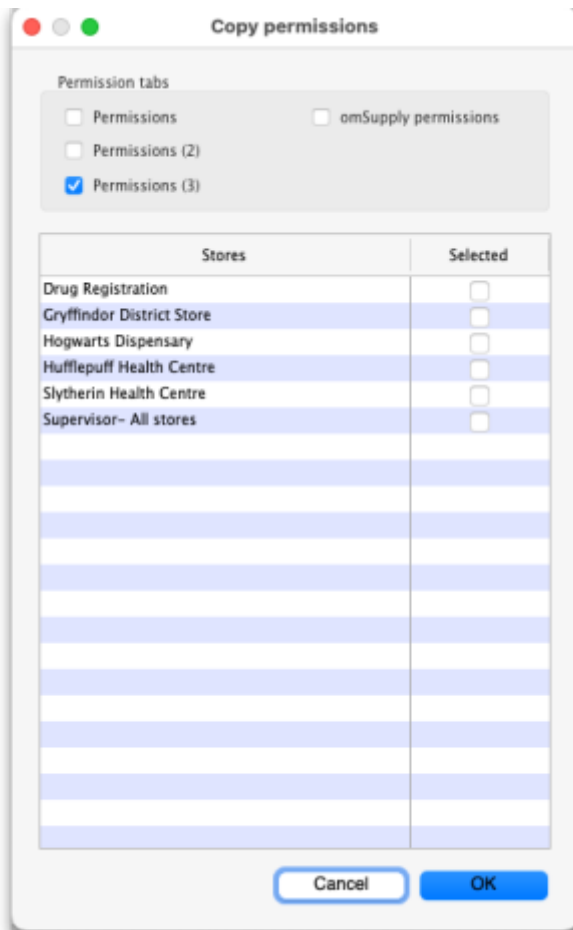 Copy permissions
Permission tabs
Permissions
omSupply permissions
Permissions (2)
Permissions (3)
Stores
Selected
Drug Registration
Gryffindor District Store
Hogwarts Dispensary
Hufflepuff Health Centre
Slytherin Health Centre
Supervisor- All stores
Cancel
OK